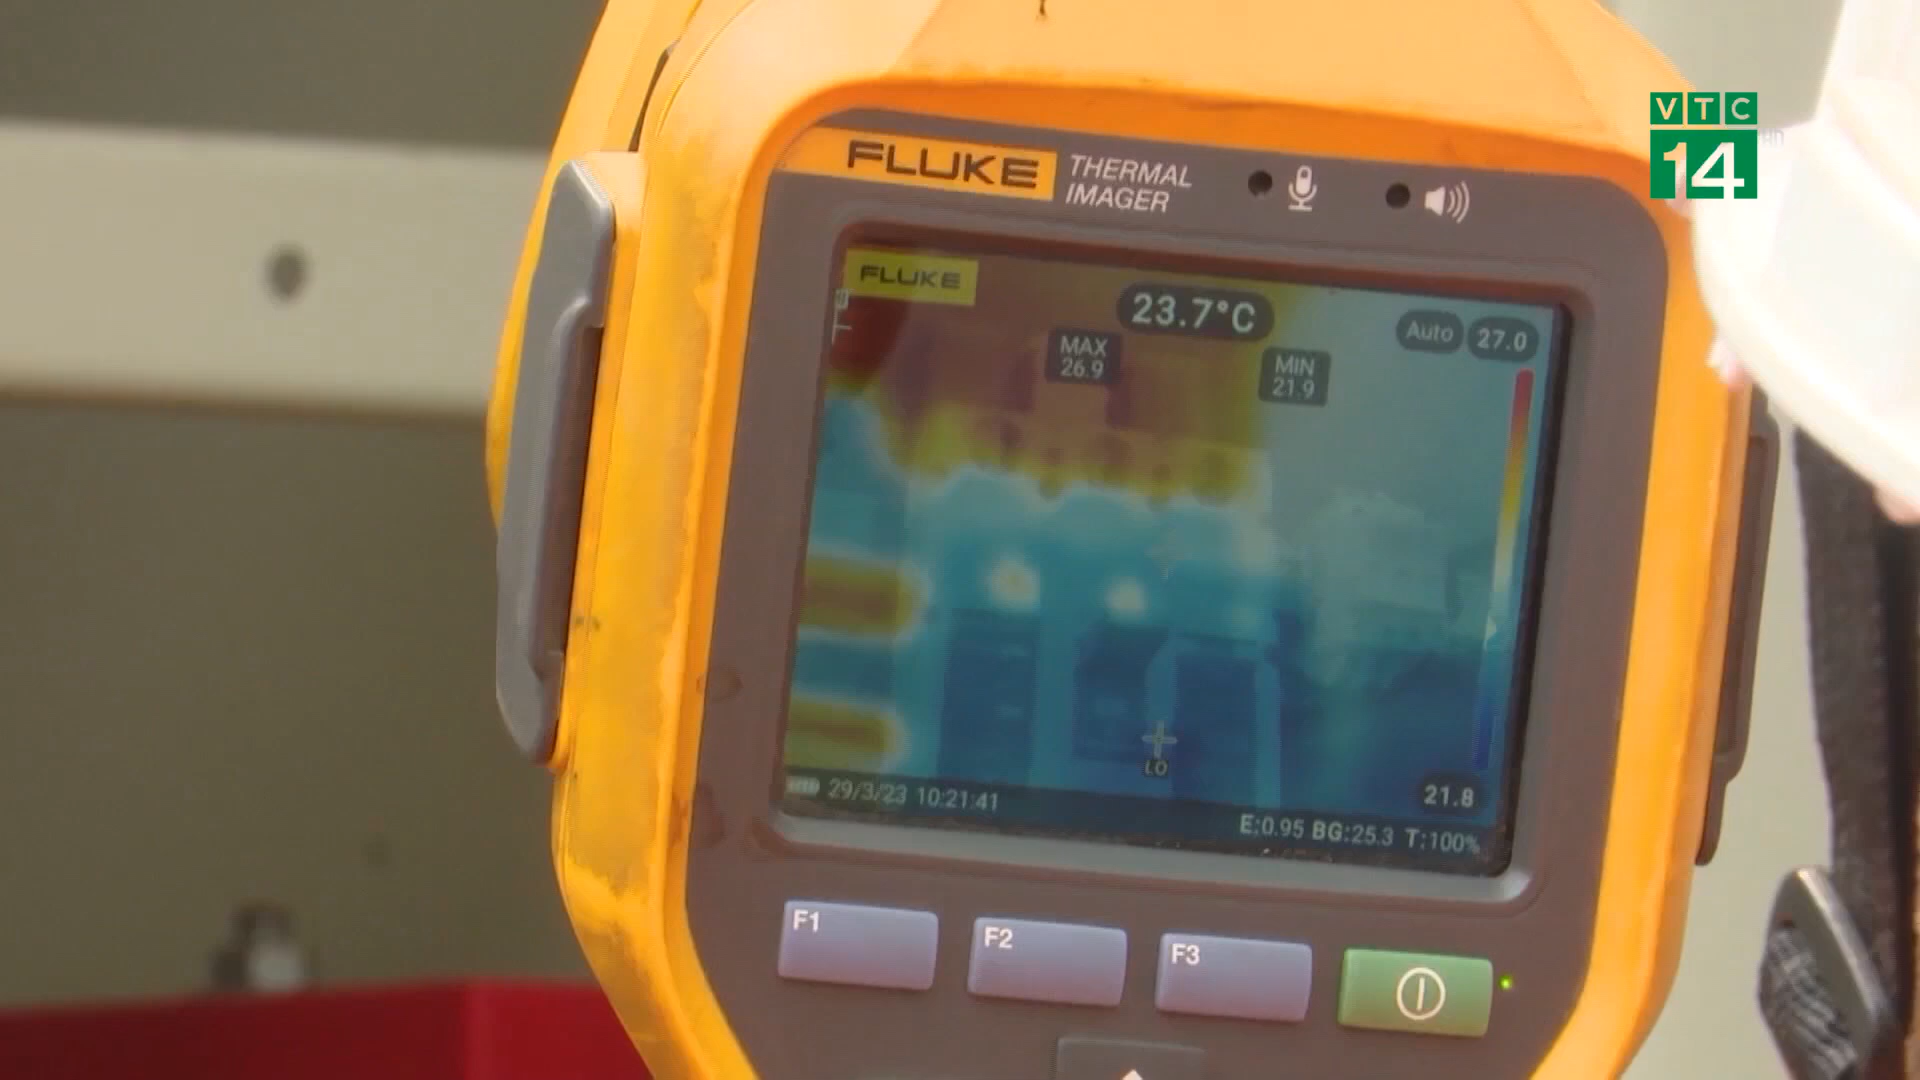 VTC
14
FLUKE
THERMAL
IMAGER
FLUKE
23.7°C
MAX
26.9
MIN
21.9
Auto 27.0
LO
21.8
29/3/23 10:21:41
E:0.95 BG:25.3 T:100%
F1
F2
F3